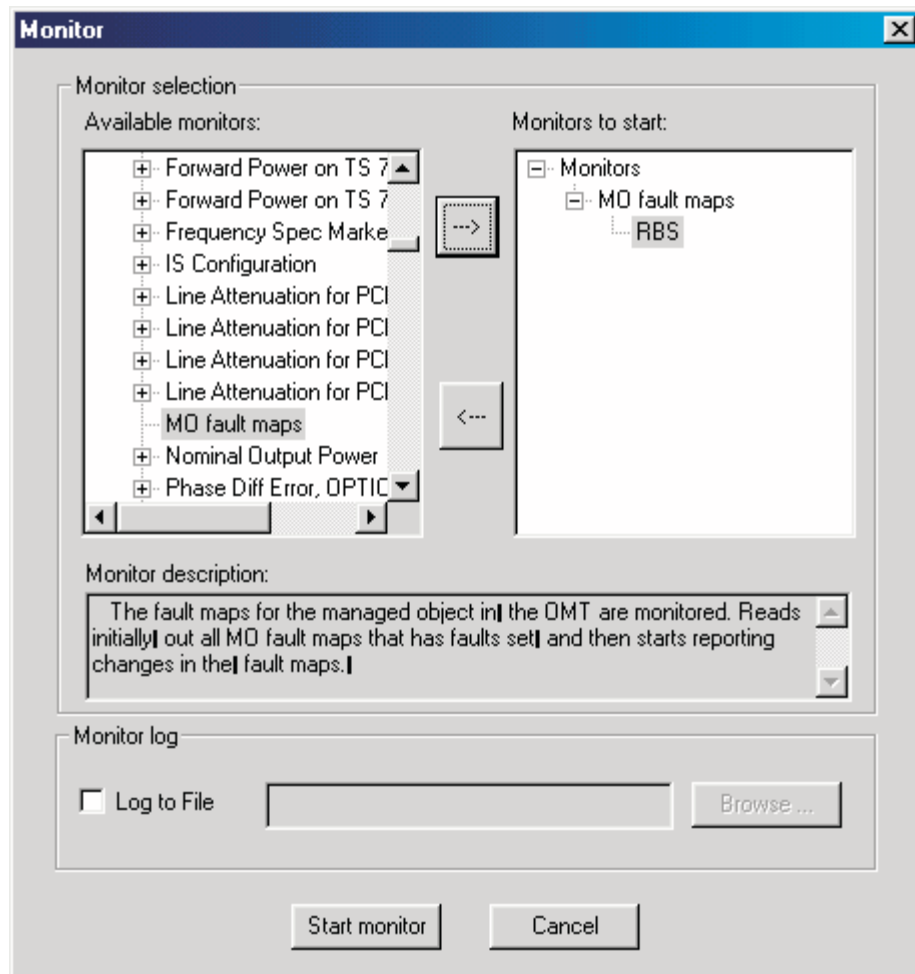 Monitor
Monitor selection
Available monitors:
Forward Power on TS 7
Forward Power on TS 7
Frequency Spec Marke
IS Configuration
Line Attenuation for PCI
Line Attenuation for PCI
Line Attenuation for PCI
Line Attenuation for PCI
MO fault maps
Nominal Output Power
Phase Diff Error, OPTIC
--->
<---
Monitors to start:
Monitors
MO fault maps
RBS
Monitor description:
The fault maps for the managed object in| the OMT are monitored. Reads
initially| out all MO fault maps that has faults set| and then starts reporting
changes in the| fault maps.|
Monitor log
Log to File
Browse ...
Start monitor
Cancel